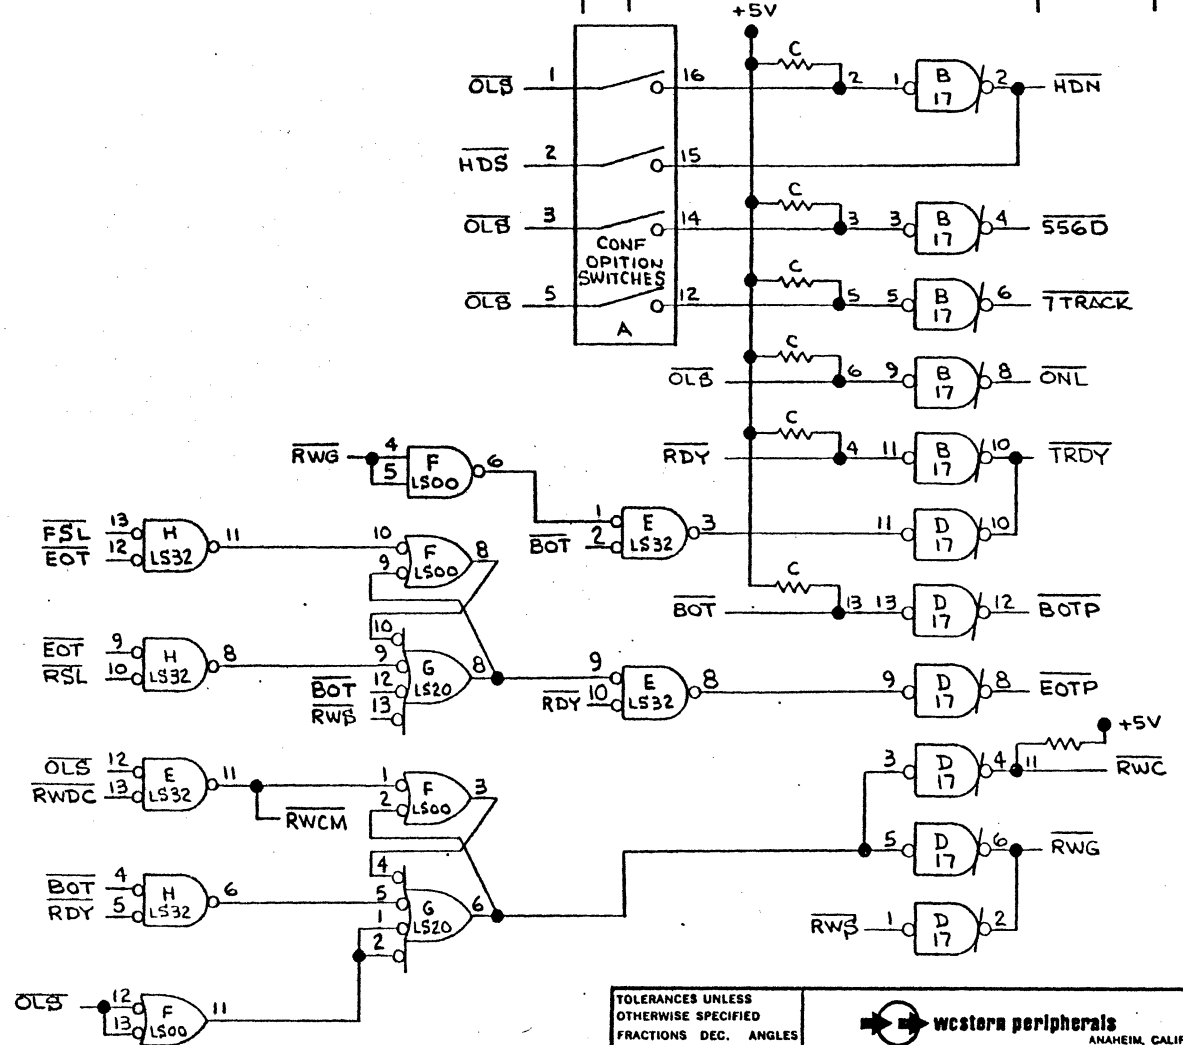 +5V
C
OLS 1 16 2 1 B 17 2 HDN
HDS 2 15
C
OLS 3 14 3 3 B 17 4 556D
CONF
OPITION
SWITCHES
C
OLS 5 12 5 5 B 17 6 7TRACK
A
C
OLS 6 9 B 17 8 ONL
C
RDY 4 11 B 17 10 TRDY
RWG 4 5 F LS00 6
1 E LS32 3 11 D 17 10
BOT 2
FSL 13 H LS32 11 10 F LS00 8
EOT 12 9
C
BOT 13 13 D 17 12 BOTP
10
EOT 9 H LS32 8 9 G LS20 8 9 E LS32 8 9 D 17 8 EOTP
RSL 10
BOT 12
RWS 13
RDY 10
+5V
OLS 12 E LS32 11 1 F LS00 3 3 D 17 4 11 RWC
RWDC 13 2
RWCM
4
5 D 17 6 RWG
BOT 4 H LS32 6 5 G LS20 6
RDY 5 1
2
RWS 1 D 17 2
OLS 12 F LS00 11
13
TOLERANCES UNLESS
OTHERWISE SPECIFIED
FRACTIONS DEC. ANGLES
western peripherals
ANAHEIM, CALIF